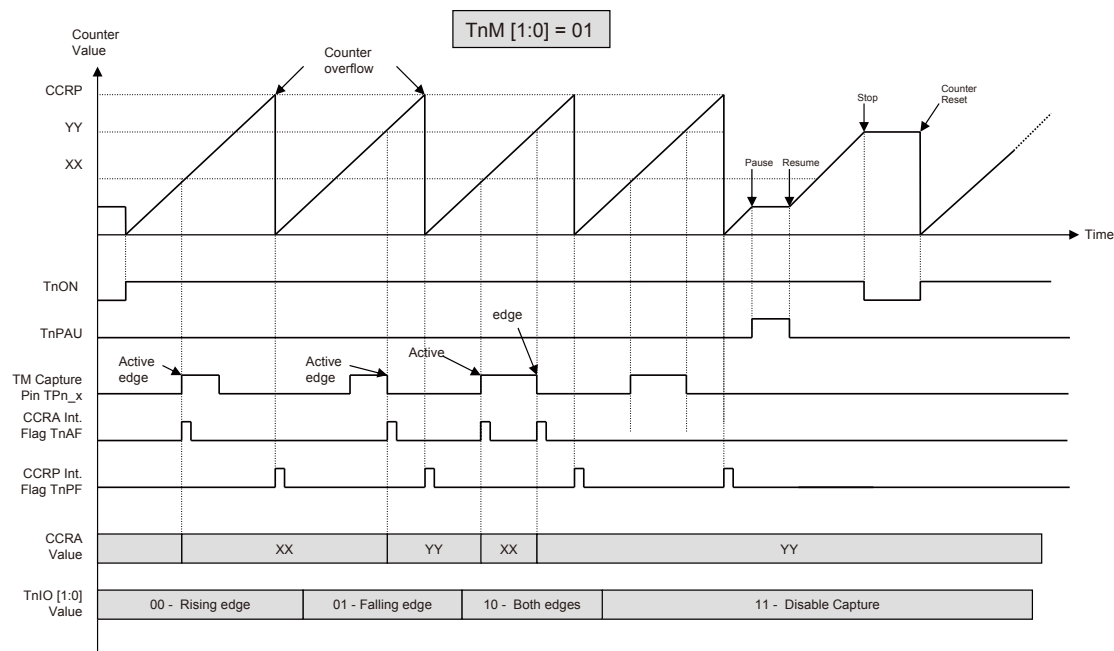 TnM [1:0] = 01
Counter
Value
Counter
overflow
CCRP
YY
XX
Stop
Counter
Reset
Pause
Resume
Time
TnON
TnPAU
edge
Active
edge
Active
edge
Active
TM Capture
Pin TPn_x
CCRA Int.
Flag TnAF
CCRP Int.
Flag TnPF
CCRA
Value
XX
YY
XX
YY
TnIO [1:0]
Value
00 - Rising edge
01 - Falling edge
10 - Both edges
11 - Disable Capture